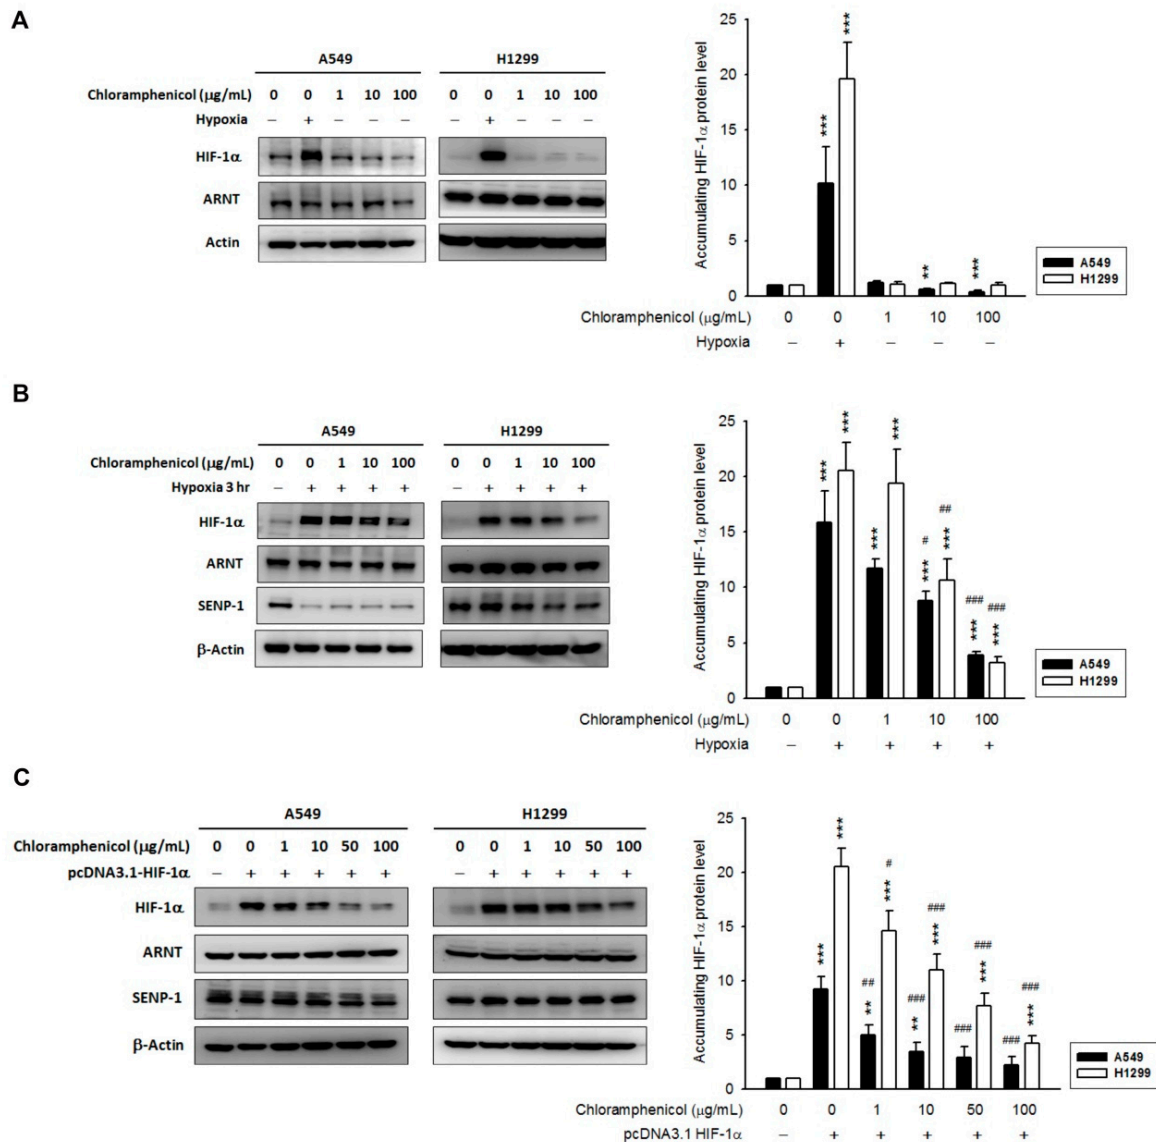 A
A549
H1299
Chloramphenicol (μg/mL) 0 0 1 10 100 0 0 1 10 100
Hypoxia – + – – – – + – – –
HIF-1α
ARNT
Actin
Accumulating HIF-1α protein level
25
20
15
10
5
0
***
***
**
***
A549
H1299
Chloramphenicol (μg/mL) 0 0 1 10 100
Hypoxia – + – – –
B
A549
H1299
Chloramphenicol (μg/mL) 0 0 1 10 100 0 0 1 10 100
Hypoxia 3 hr – + + + + – + + + +
HIF-1α
ARNT
SENP-1
β-Actin
Accumulating HIF-1α protein level
25
20
15
10
5
0
***
***
***
***
#
***
##
***
###
***
###
***
A549
H1299
Chloramphenicol (μg/mL) 0 0 1 10 100
Hypoxia – + + + +
C
A549
H1299
Chloramphenicol (μg/mL) 0 0 1 10 50 100 0 0 1 10 50 100
pcDNA3.1-HIF-1α – + + + + + – + + + + +
HIF-1α
ARNT
SENP-1
β-Actin
Accumulating HIF-1α protein level
25
20
15
10
5
0
***
***
##
**
#
***
###
**
###
***
###
###
***
###
###
***
A549
H1299
Chloramphenicol (μg/mL) 0 0 1 10 50 100
pcDNA3.1 HIF-1α – + + + + +